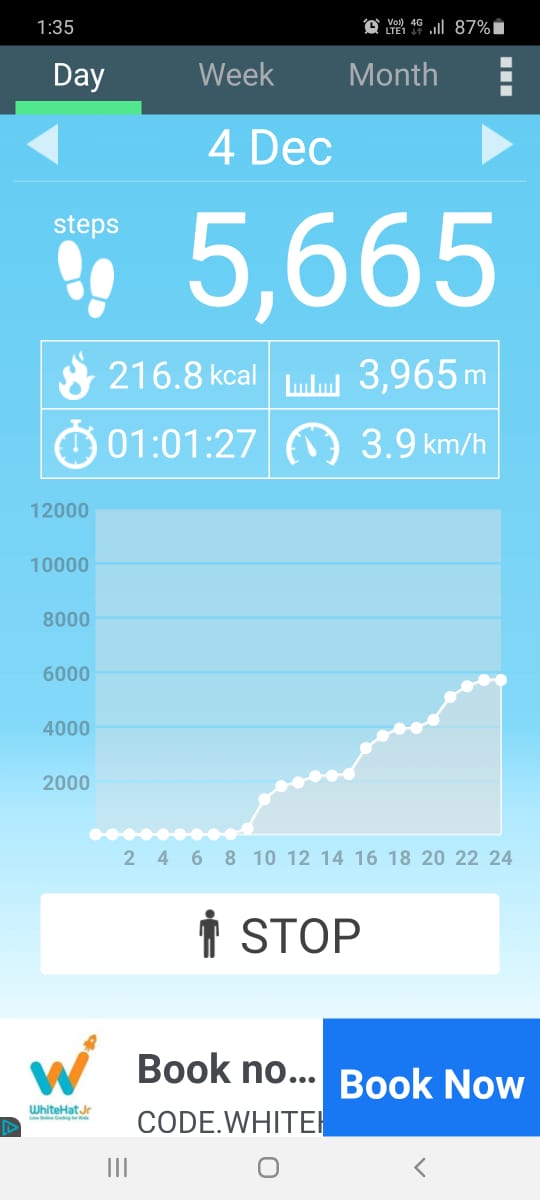 1:35 Vo)) LTE1 4G 87%
Day Week Month
4 Dec
steps
5,665
216.8 kcal 3,965 m
01:01:27 3.9 km/h
12000
10000
8000
6000
4000
2000
2 4 6 8 10 12 14 16 18 20 22 24
STOP
WhiteHat Jr
Live Online Coding for Kids
Book no...
CODE.WHITEH
Book Now